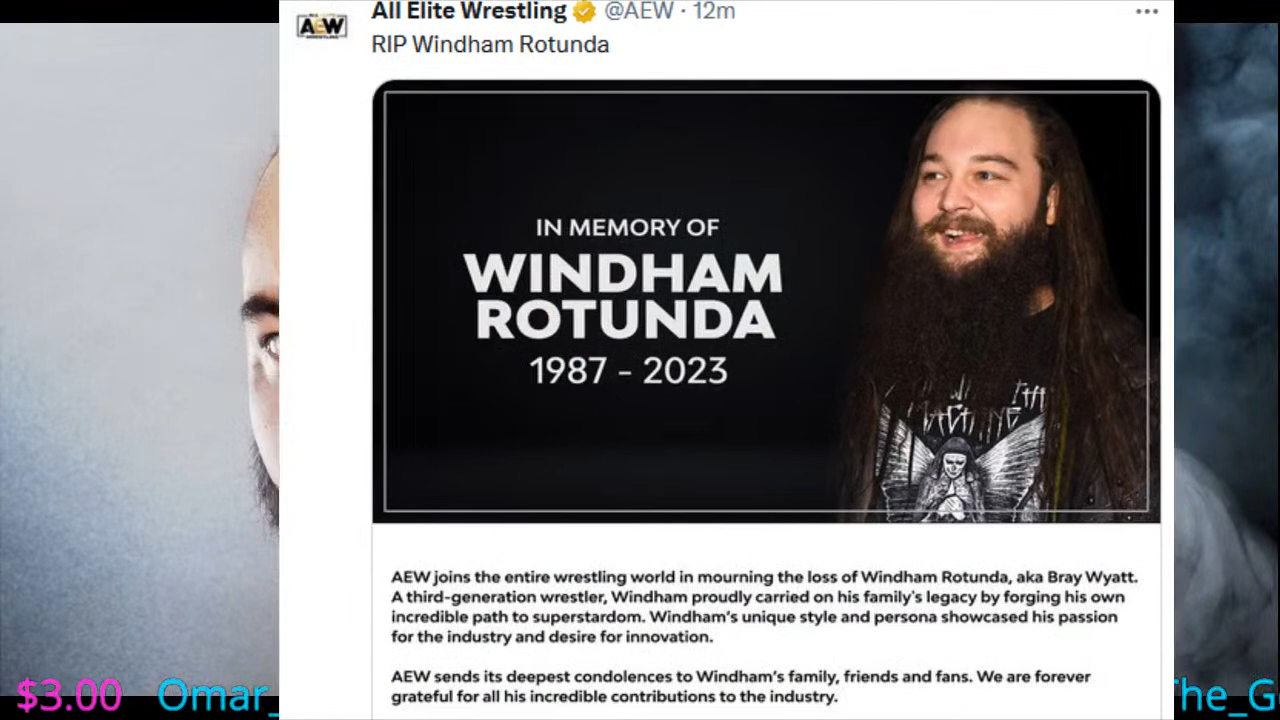 All Elite Wrestling @AEW · 12m
AEW
RIP Windham Rotunda
IN MEMORY OF
WINDHAM
ROTUNDA
1987 - 2023
MACHINE
AEW joins the entire wrestling world in mourning the loss of Windham Rotunda, aka Bray Wyatt.
A third-generation wrestler, Windham proudly carried on his family's legacy by forging his own
incredible path to superstardom. Windham's unique style and persona showcased his passion
for the industry and desire for innovation.
AEW sends its deepest condolences to Windham's family, friends and fans. We are forever
grateful for all his incredible contributions to the industry.
$3.00 Omar_ The_G